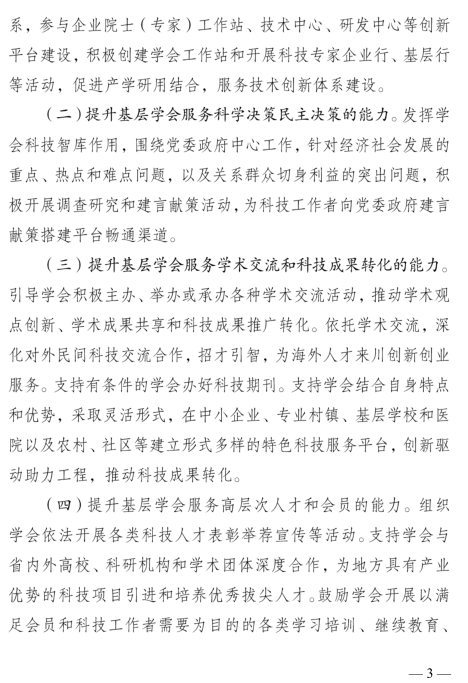 系，参与企业院士（专家）工作站、技术中心、研发中心等创新
平台建设，积极创建学会工作站和开展科技专家企业行、基层行
等活动，促进产学研用结合，服务技术创新体系建设。
（二）提升基层学会服务科学决策民主决策的能力。发挥学
会科技智库作用，围绕党委政府中心工作，针对经济社会发展的
重点、热点和难点问题，以及关系群众切身利益的突出问题，积
极开展调查研究和建言献策活动，为科技工作者向党委政府建言
献策搭建平台畅通渠道。
（三）提升基层学会服务学术交流和科技成果转化的能力。
引导学会积极主办、举办或承办各种学术交流活动，推动学术观
点创新、学术成果共享和科技成果推广转化。依托学术交流，深
化对外民间科技交流合作，招才引智，为海外人才来川创新创业
服务。支持有条件的学会办好科技期刊。支持学会结合自身特点
和优势，采取灵活形式，在中小企业、专业村镇、基层学校和医
院以及农村、社区等建立形式多样的特色科技服务平台，创新驱
动助力工程，推动科技成果转化。
（四）提升基层学会服务高层次人才和会员的能力。组织
学会依法开展各类科技人才表彰举荐宣传等活动。支持学会与
省内外高校、科研机构和学术团体深度合作，为地方具有产业
优势的科技项目引进和培养优秀拔尖人才。鼓励学会开展以满
足会员和科技工作者需要为目的的各类学习培训、继续教育、
— 3 —